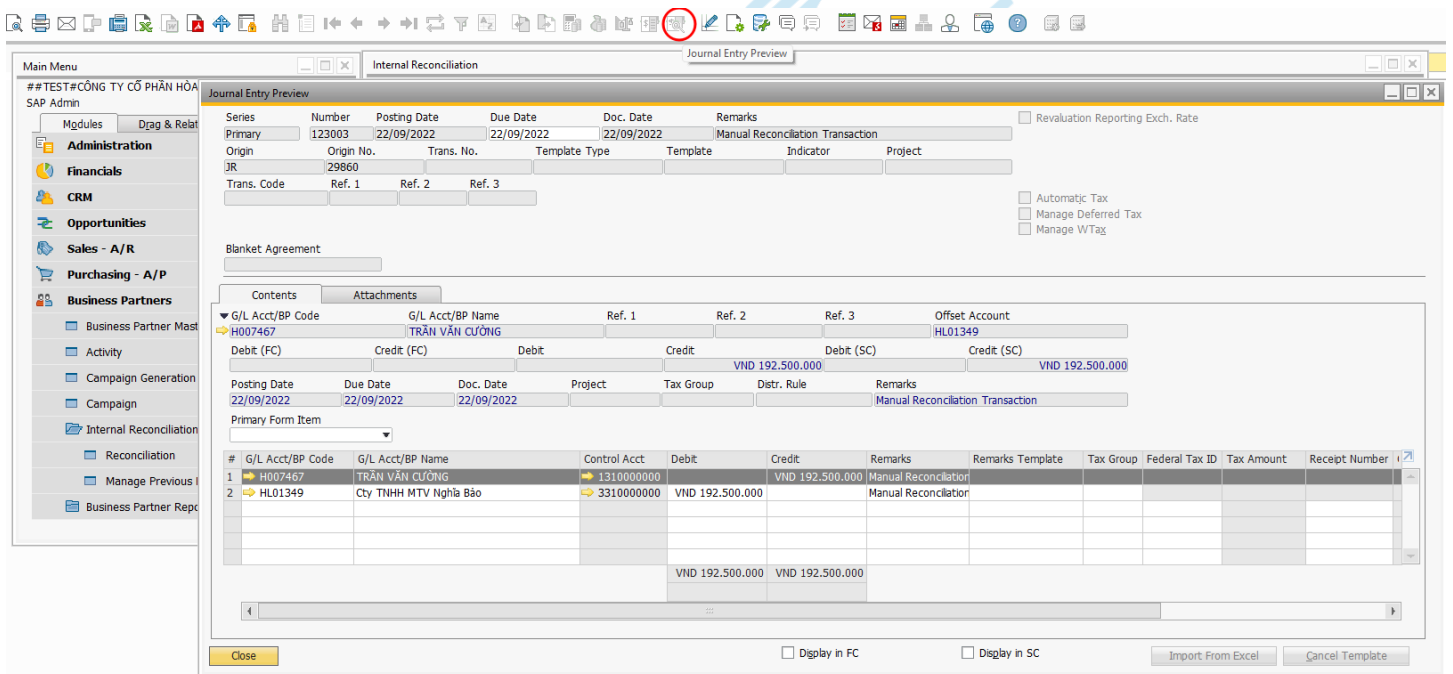 Journal Entry Preview
Main Menu
Internal Reconciliation
##TEST#CÔNG TY CỔ PHẦN HÒA
SAP Admin
Modules Drag & Relat
Administration
Financials
CRM
Opportunities
Sales - A/R
Purchasing - A/P
Business Partners
Business Partner Mast
Activity
Campaign Generation
Campaign
Internal Reconciliation
Reconciliation
Manage Previous
Business Partner Repo
Journal Entry Preview
Series Number Posting Date Due Date Doc. Date Remarks
Primary 123003 22/09/2022 22/09/2022 22/09/2022 Manual Reconciliation Transaction
Revaluation Reporting Exch. Rate
Origin Origin No. Trans. No. Template Type Template Indicator Project
JR 29860
Trans. Code Ref. 1 Ref. 2 Ref. 3
Automatic Tax
Manage Deferred Tax
Manage WTax
Blanket Agreement
Contents Attachments
G/L Acct/BP Code G/L Acct/BP Name Ref. 1 Ref. 2 Ref. 3 Offset Account
H007467 TRẦN VĂN CƯỜNG HL01349
Debit (FC) Credit (FC) Debit Credit Debit (SC) Credit (SC)
VND 192.500.000 VND 192.500.000
Posting Date Due Date Doc. Date Project Tax Group Distr. Rule Remarks
22/09/2022 22/09/2022 22/09/2022 Manual Reconciliation Transaction
Primary Form Item
# G/L Acct/BP Code G/L Acct/BP Name Control Acct Debit Credit Remarks Remarks Template Tax Group Federal Tax ID Tax Amount Receipt Number
1 H007467 TRẦN VĂN CƯỜNG 1310000000 VND 192.500.000 Manual Reconciliation
2 HL01349 Cty TNHH MTV Nghĩa Bảo 3310000000 VND 192.500.000 Manual Reconciliation
VND 192.500.000 VND 192.500.000
Close
Display in FC
Display in SC
Import From Excel
Cancel Template